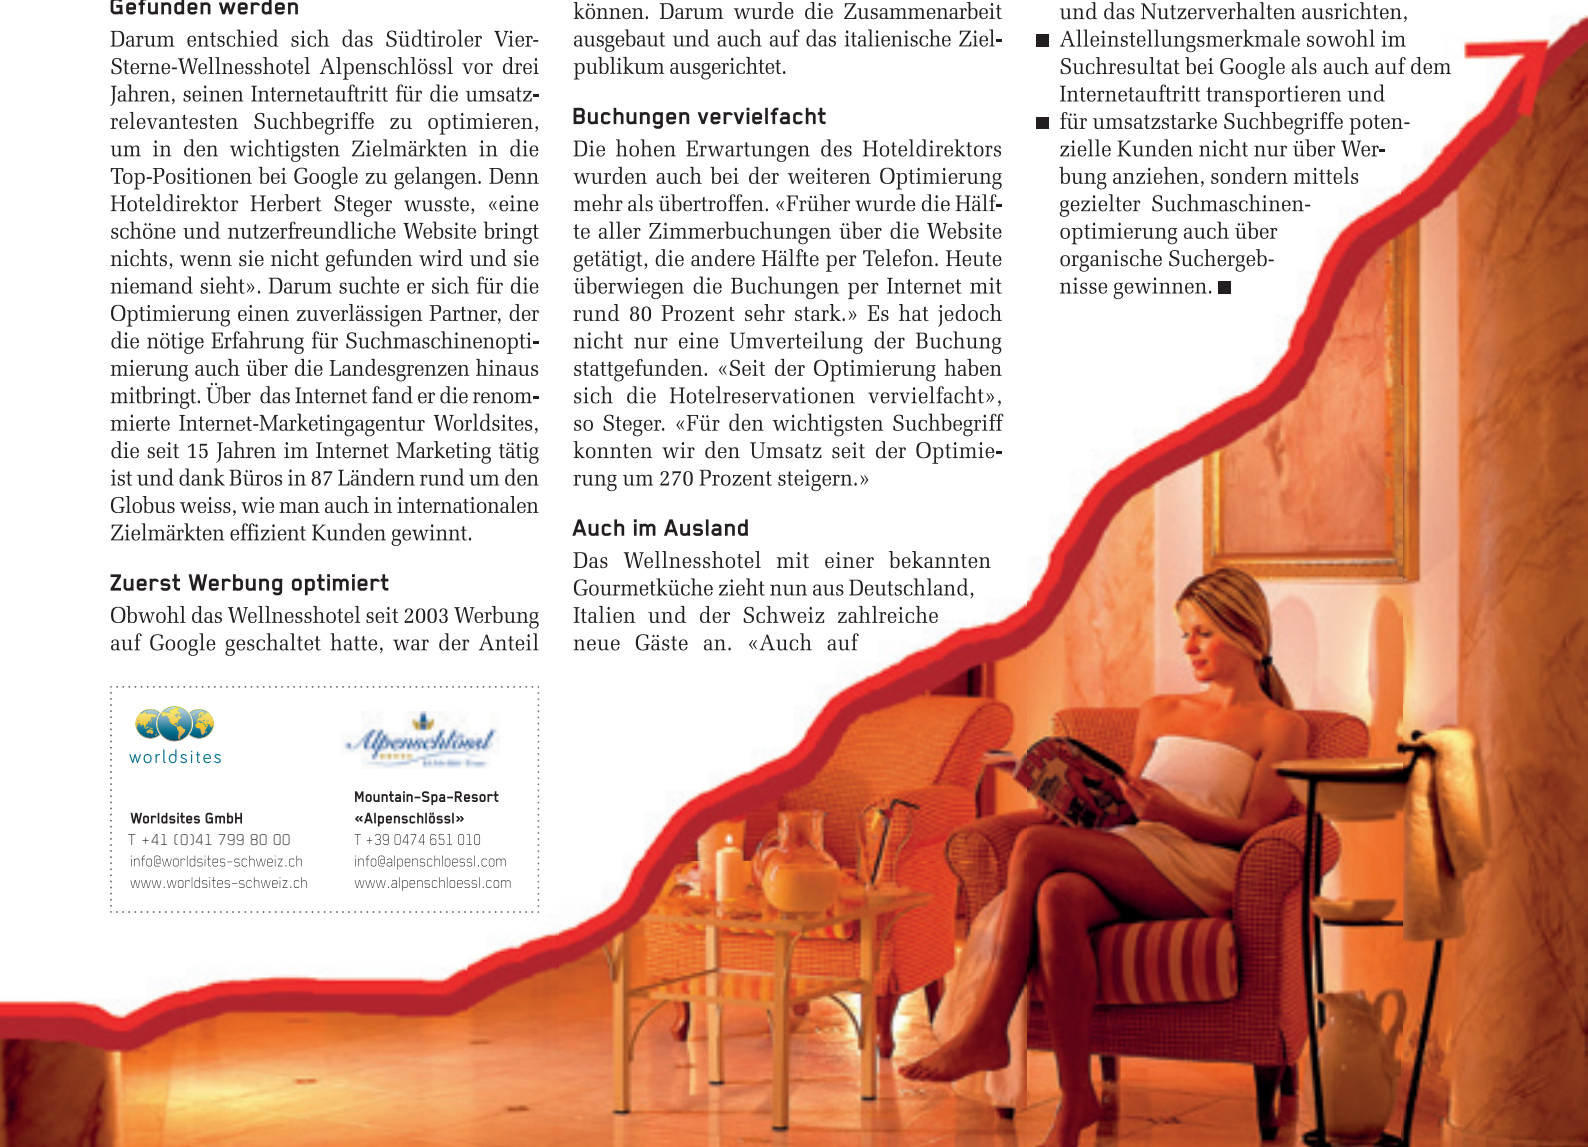 Gefunden werden
Darum entschied sich das Südtiroler Vier-
Sterne-Wellnesshotel Alpenschlössl vor drei
Jahren, seinen Internetauftritt für die umsatz-
relevantesten Suchbegriffe zu optimieren,
um in den wichtigsten Zielmärkten in die
Top-Positionen bei Google zu gelangen. Denn
Hoteldirektor Herbert Steger wusste, «eine
schöne und nutzerfreundliche Website bringt
nichts, wenn sie nicht gefunden wird und sie
niemand sieht». Darum suchte er sich für die
Optimierung einen zuverlässigen Partner, der
die nötige Erfahrung für Suchmaschinenopti-
mierung auch über die Landesgrenzen hinaus
mitbringt. Über das Internet fand er die renom-
mierte Internet-Marketingagentur Worldsites,
die seit 15 Jahren im Internet Marketing tätig
ist und dank Büros in 87 Ländern rund um den
Globus weiss, wie man auch in internationalen
Zielmärkten effizient Kunden gewinnt.
Zuerst Werbung optimiert
Obwohl das Wellnesshotel seit 2003 Werbung
auf Google geschaltet hatte, war der Anteil
können. Darum wurde die Zusammenarbeit
ausgebaut und auch auf das italienische Ziel-
publikum ausgerichtet.
Buchungen vervielfacht
Die hohen Erwartungen des Hoteldirektors
wurden auch bei der weiteren Optimierung
mehr als übertroffen. «Früher wurde die Hälf-
te aller Zimmerbuchungen über die Website
getätigt, die andere Hälfte per Telefon. Heute
überwiegen die Buchungen per Internet mit
rund 80 Prozent sehr stark.» Es hat jedoch
nicht nur eine Umverteilung der Buchung
stattgefunden. «Seit der Optimierung haben
sich die Hotelreservationen vervielfacht»,
so Steger. «Für den wichtigsten Suchbegriff
konnten wir den Umsatz seit der Optimie-
rung um 270 Prozent steigern.»
Auch im Ausland
Das Wellnesshotel mit einer bekannten
Gourmetküche zieht nun aus Deutschland,
Italien und der Schweiz zahlreiche
neue Gäste an. «Auch auf
und das Nutzerverhalten ausrichten,
■ Alleinstellungsmerkmale sowohl im
Suchresultat bei Google als auch auf dem
Internetauftritt transportieren und
■ für umsatzstarke Suchbegriffe poten-
zielle Kunden nicht nur über Wer-
bung anziehen, sondern mittels
gezielter Suchmaschinen-
optimierung auch über
organische Suchergeb-
nisse gewinnen. ■
worldsites
Worldsites GmbH
T +41 (0)41 799 80 00
info@worldsites-schweiz.ch
www.worldsites-schweiz.ch
Alpenschlössl
Mountain-Spa-Resort
«Alpenschlössl»
T +39 0474 651 010
info@alpenschloessl.com
www.alpenschloessl.com